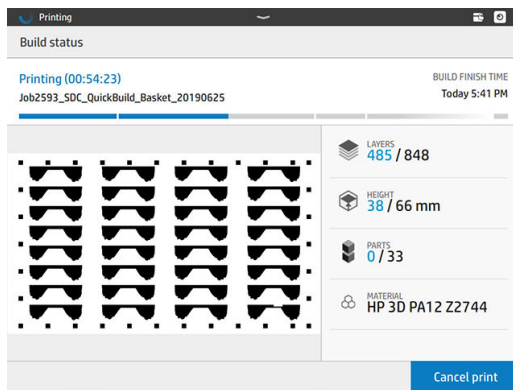 Printing
Build status
Printing (00:54:23)
BUILD FINISH TIME
Job2593_SDC_QuickBuild_Basket_20190625
Today 5:41 PM
LAYERS
485 / 848
HEIGHT
38 / 66 mm
PARTS
0 / 33
MATERIAL
HP 3D PA12 Z2744
Cancel print